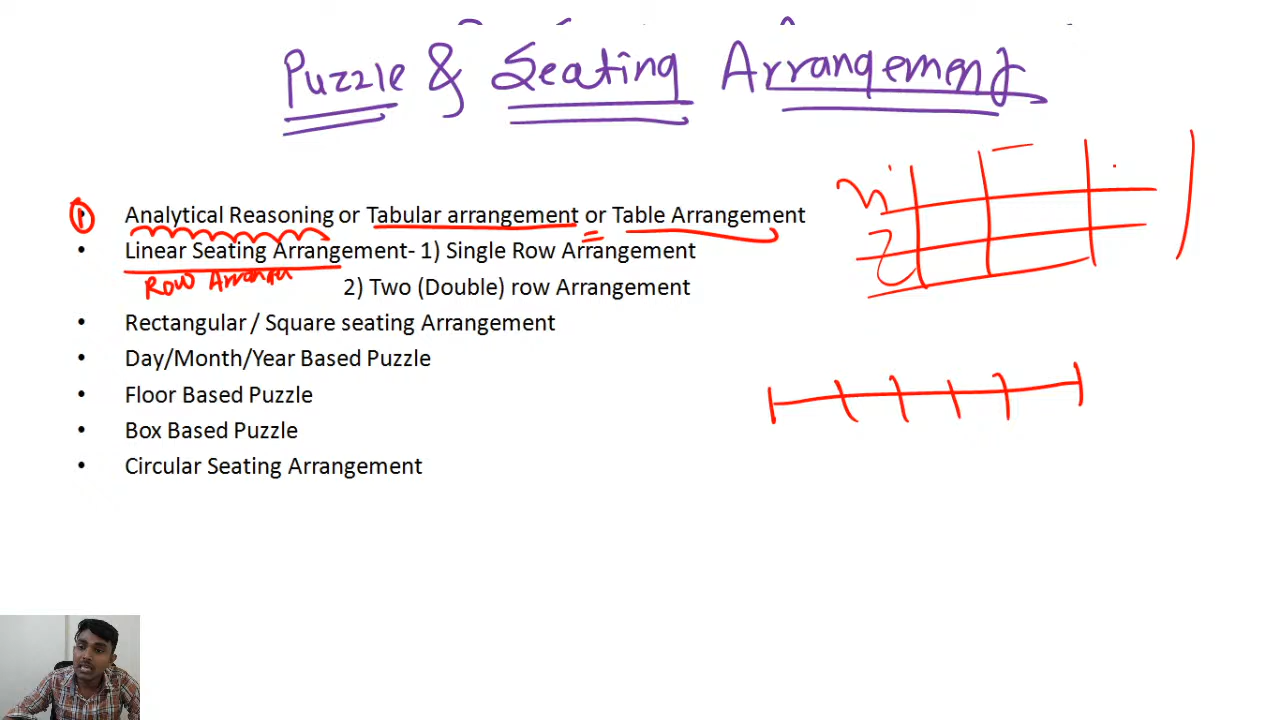 Puzzle & Seating Arrangement
① • Analytical Reasoning or Tabular arrangement or Table Arrangement
• Linear Seating Arrangement- 1) Single Row Arrangement
Row Arrange
2) Two (Double) row Arrangement
• Rectangular / Square seating Arrangement
• Day/Month/Year Based Puzzle
• Floor Based Puzzle
• Box Based Puzzle
• Circular Seating Arrangement